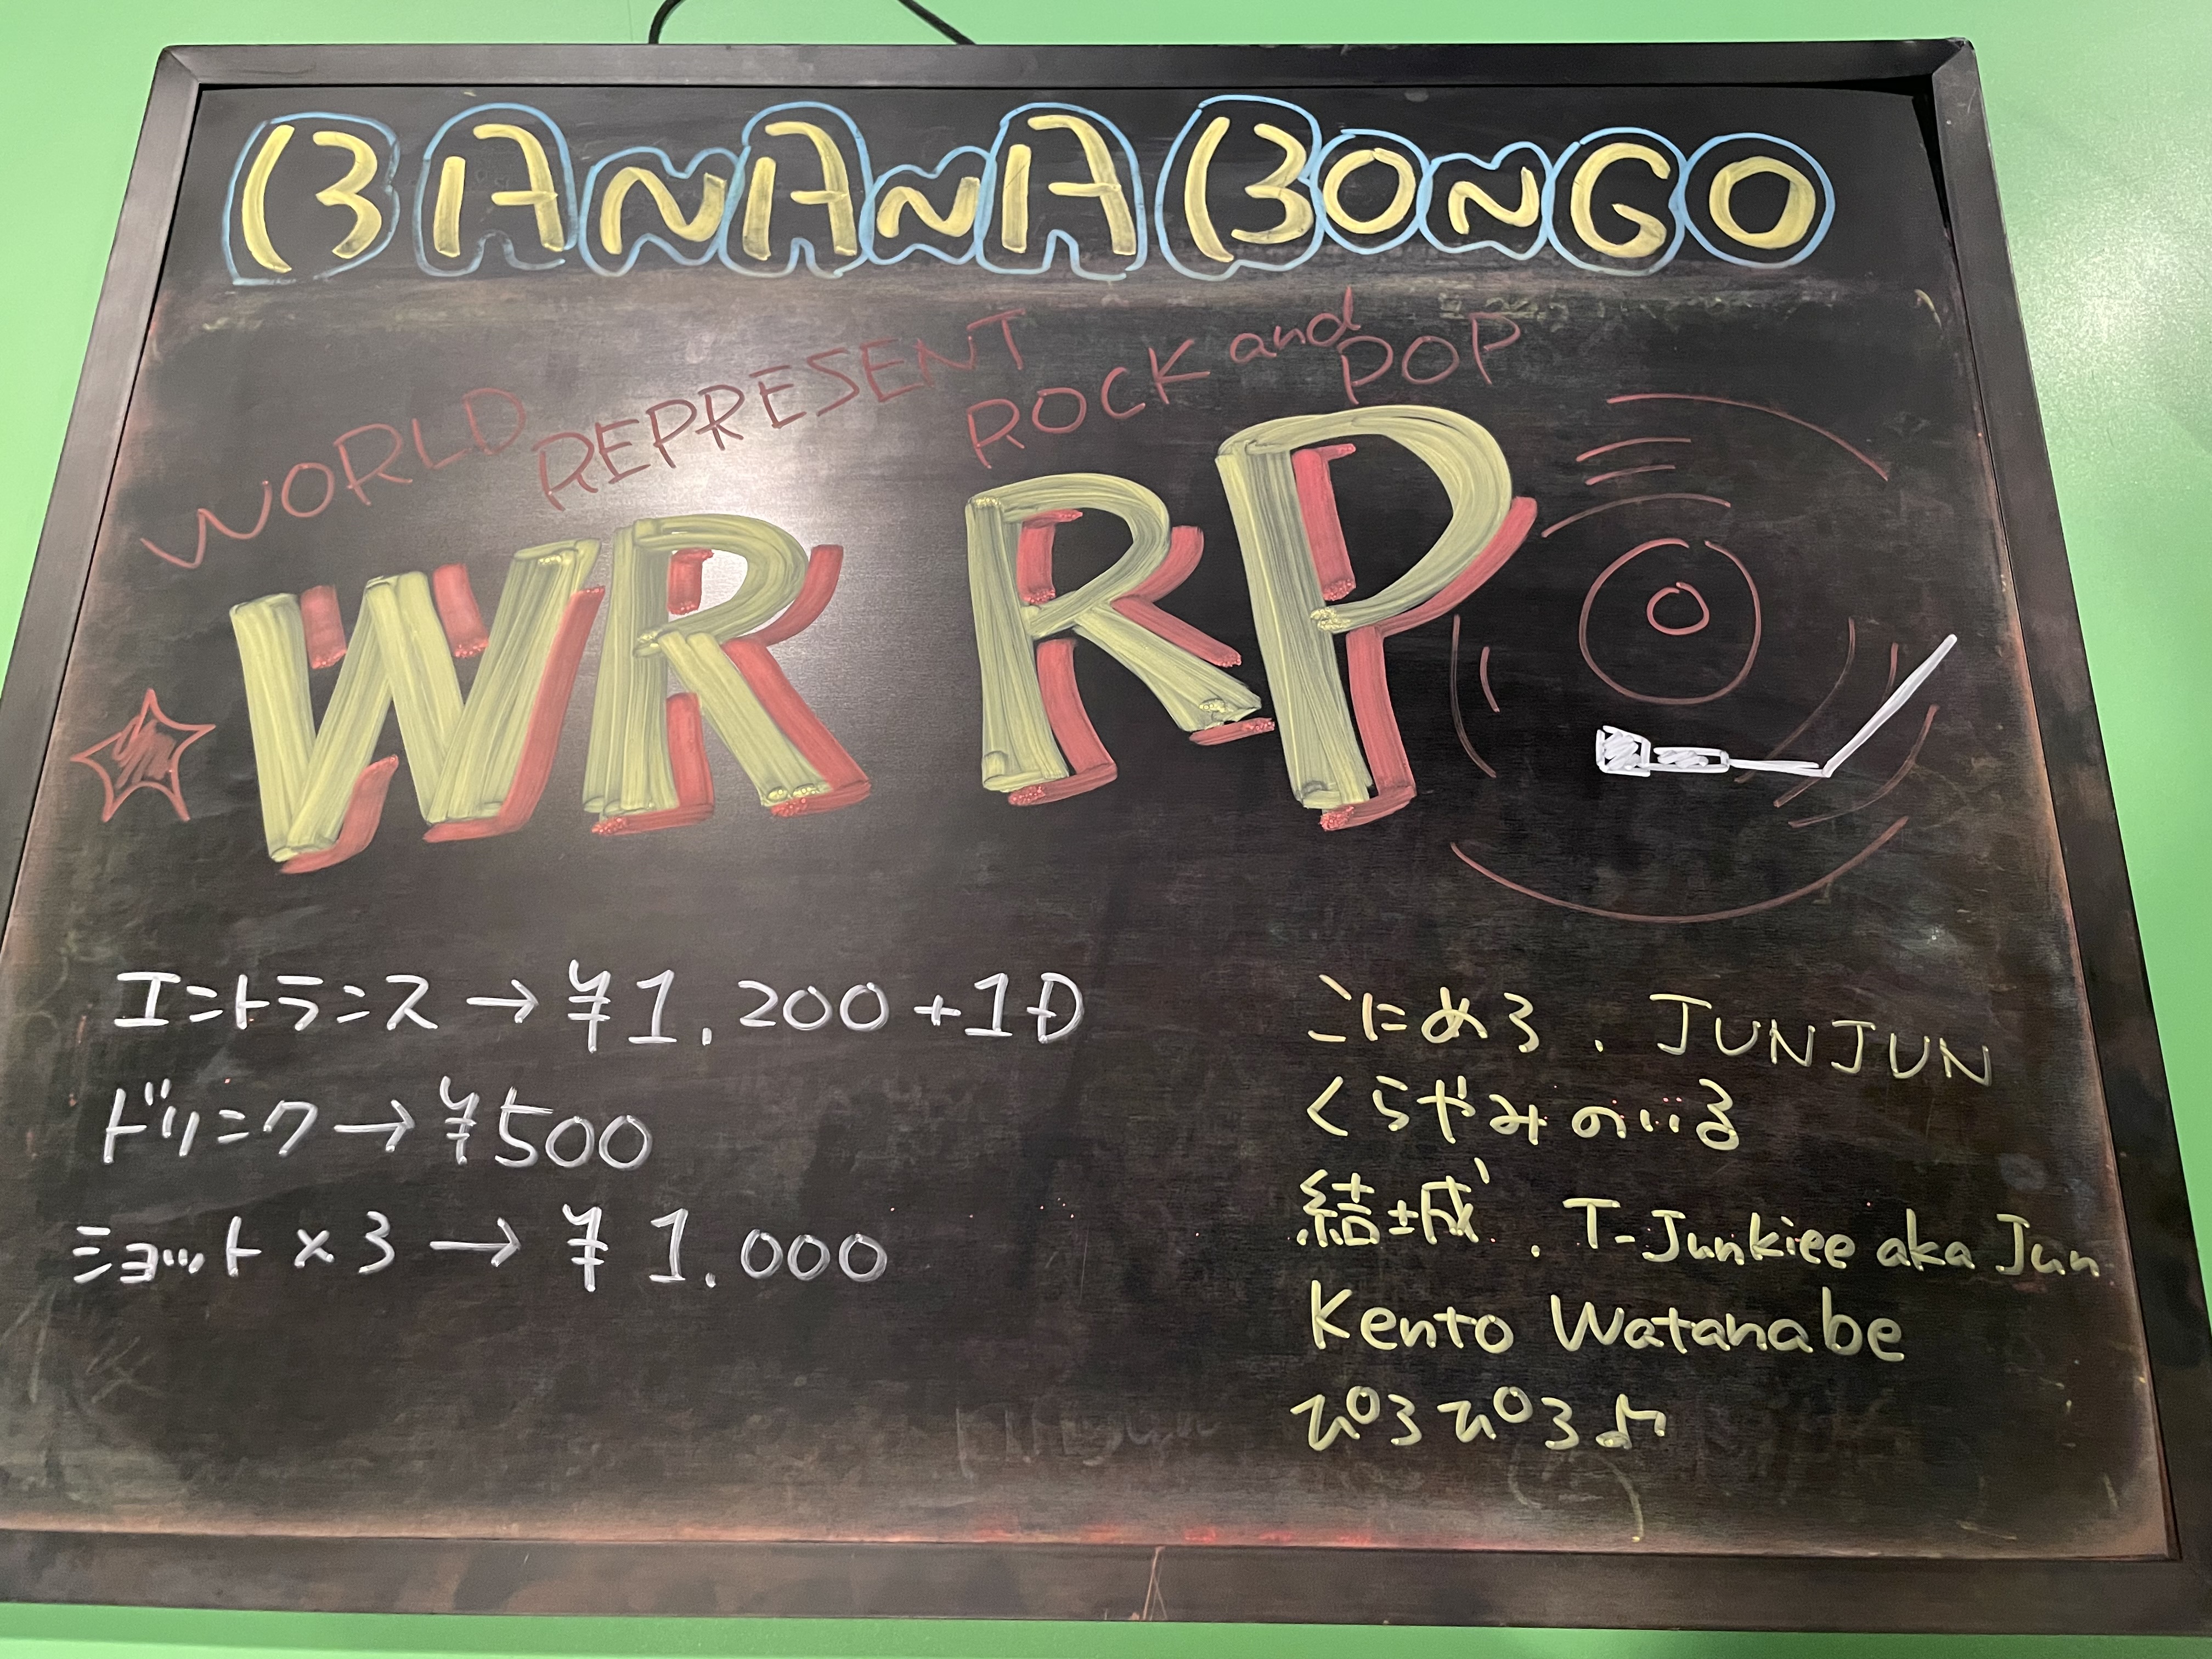 BANANA BONGO
WORLD REPRESENT ROCK and POP
WR RP
エントランス → ¥1,200+1D
ドリンク → ¥500
ショット×3 → ¥1,000
こにめろ. JUNJUN
くらやみのいる
結城. T-Junkiee aka Jun
Kento Watanabe
ぴろぴろ♪